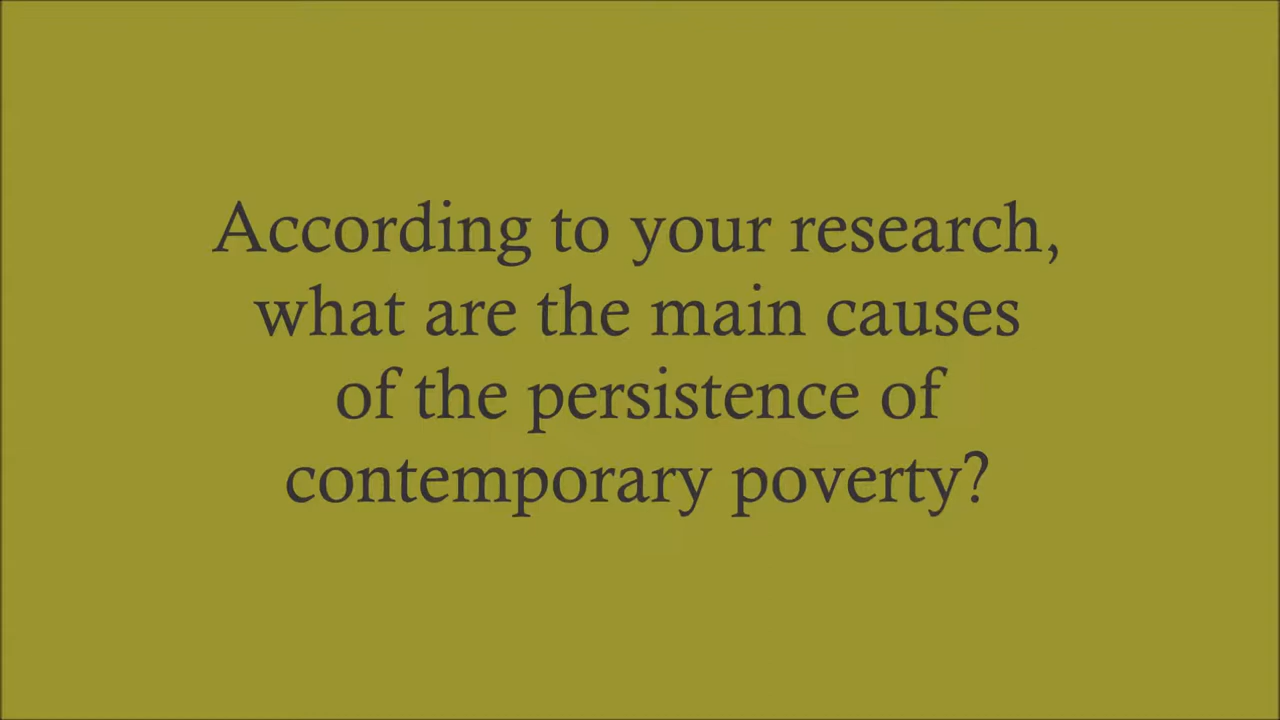 According to your research,
what are the main causes
of the persistence of
contemporary poverty?